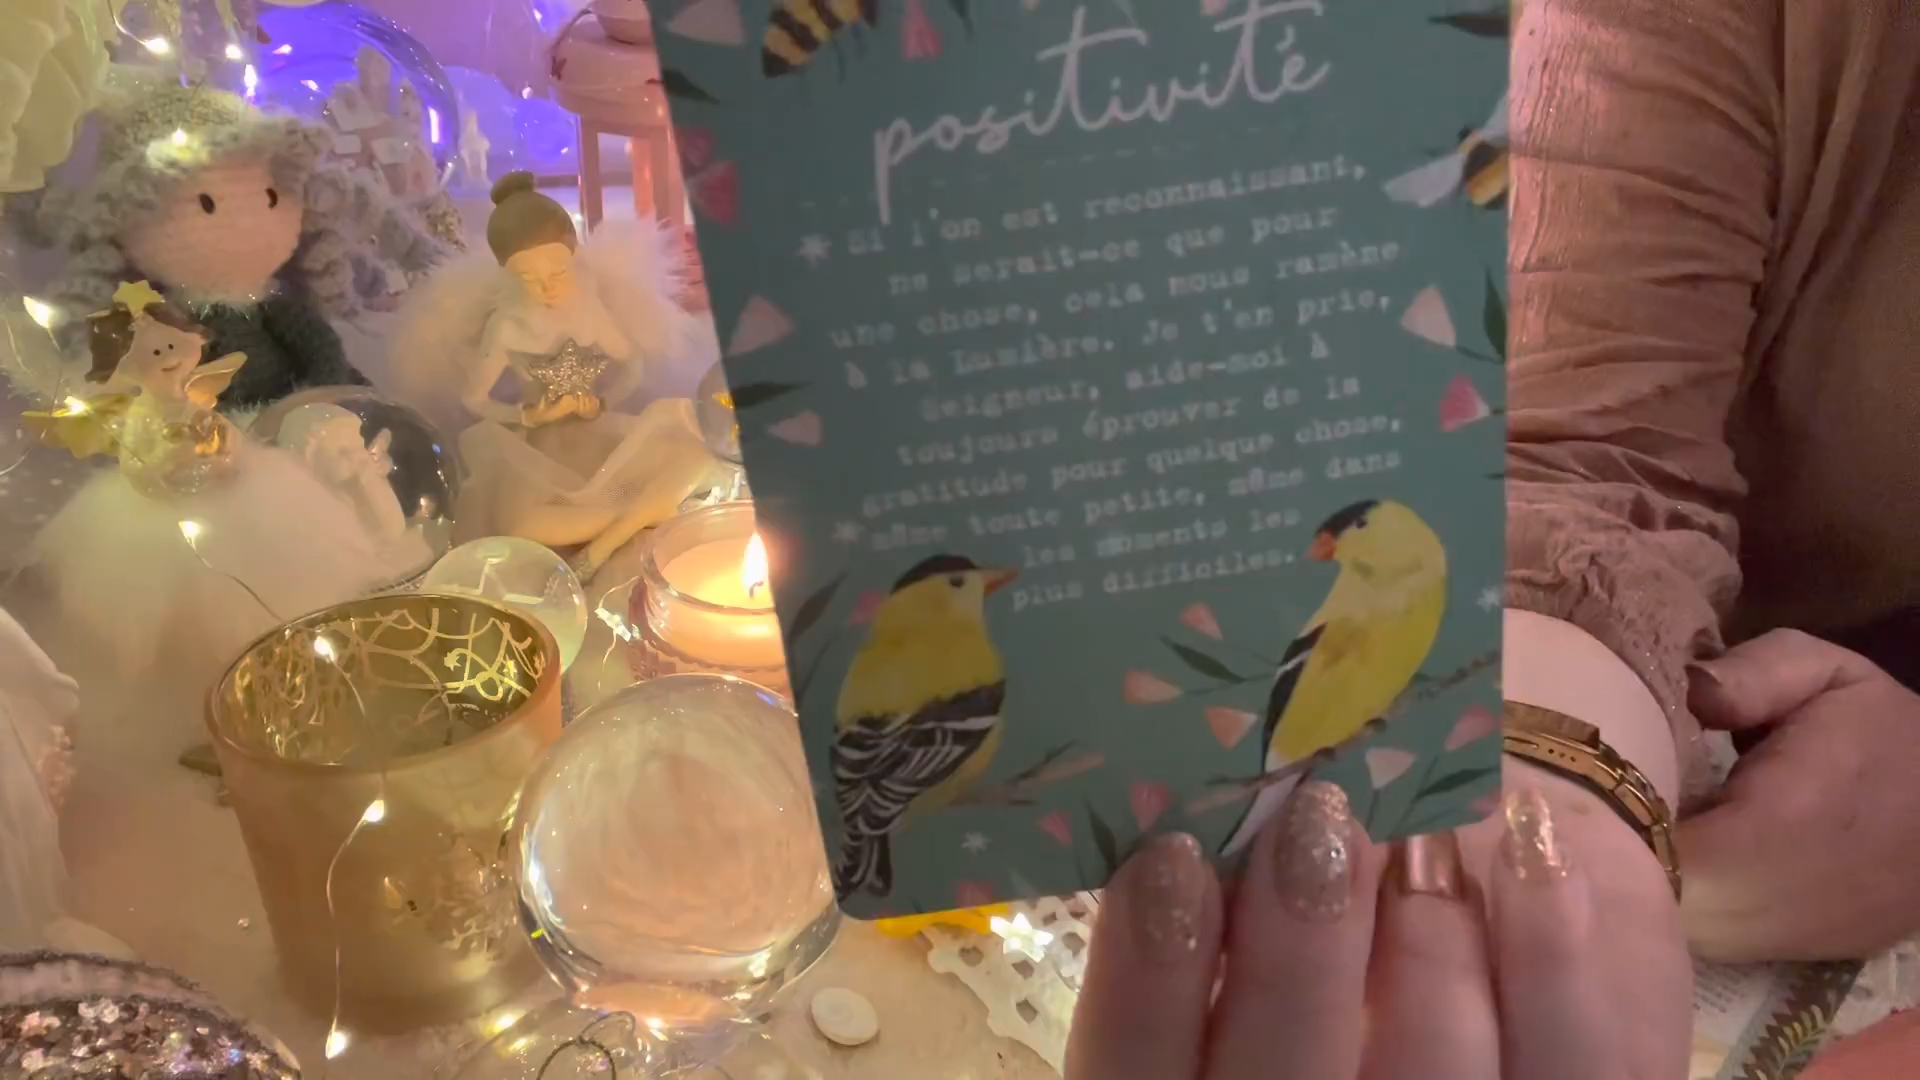 positivité
Si l'on est reconnaissant,
ne serait-ce que pour
une chose, cela nous ramène
à la Lumière. Je t'en prie,
Seigneur, aide-moi à
toujours éprouver de la
gratitude pour quelque chose,
même toute petite, même dans
les moments les
plus difficiles.